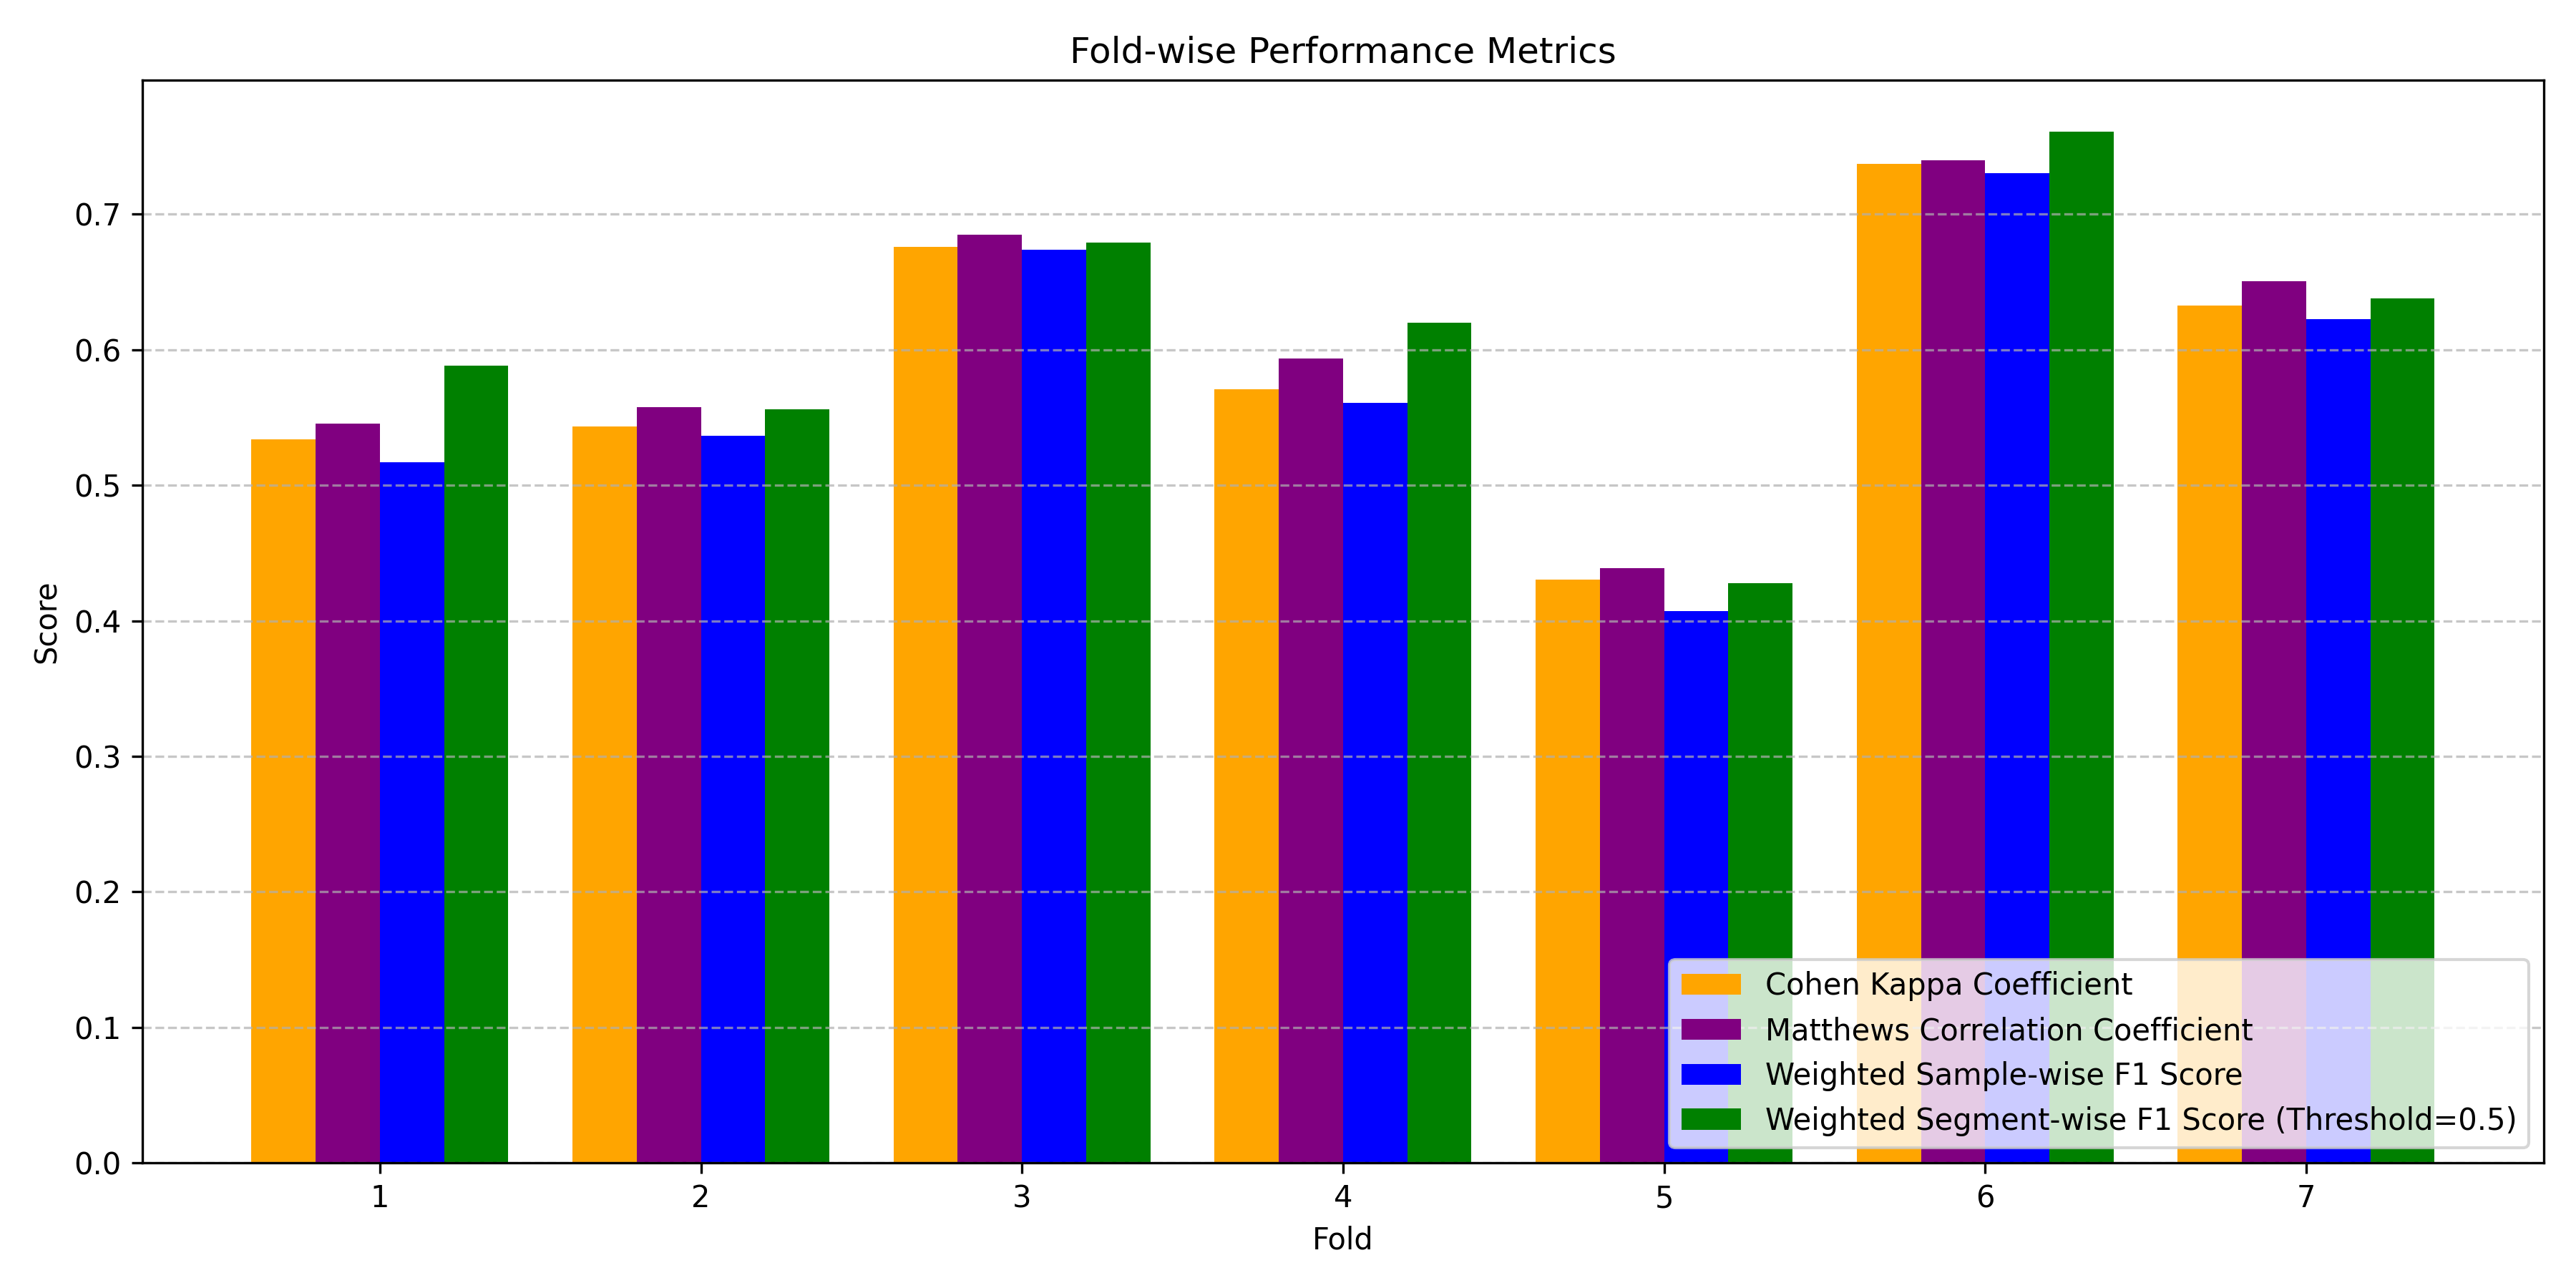 Fold-wise Performance Metrics
Score
0.7
0.6
0.5
0.4
0.3
0.2
0.1
0.0
Cohen Kappa Coefficient
Matthews Correlation Coefficient
Weighted Sample-wise F1 Score
Weighted Segment-wise F1 Score (Threshold=0.5)
1 2 3 4 5 6 7
Fold